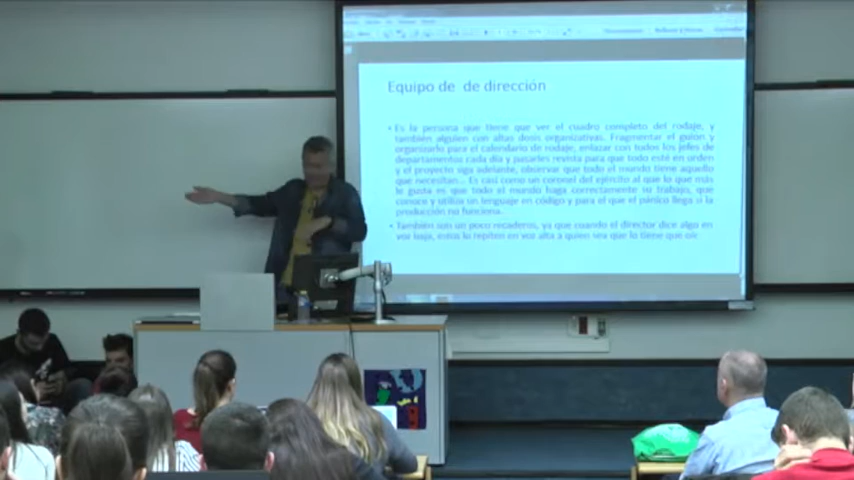 Equipo de de dirección
• Es la persona que tiene que ver el cuadro completo del rodaje, y
también alguien con altas dosis organizativas. Fragmentar el guion y
organizarlo para el calendario de rodaje, enlazar con todos los jefes de
departamentos cada día y pasarles revista para que todo esté en orden
y el proyecto siga adelante, observar que todo el mundo tiene aquello
que necesitan... Es casi como un coronel del ejército al que lo que más
le gusta es que todo el mundo haga correctamente su trabajo, que
conoce y utiliza un lenguaje en código y para el que el pánico llega si la
producción no funciona.
• También son un poco recaderos, ya que cuando el director dice algo en
voz baja, estos lo repiten en voz alta a quien sea que lo tiene que oír